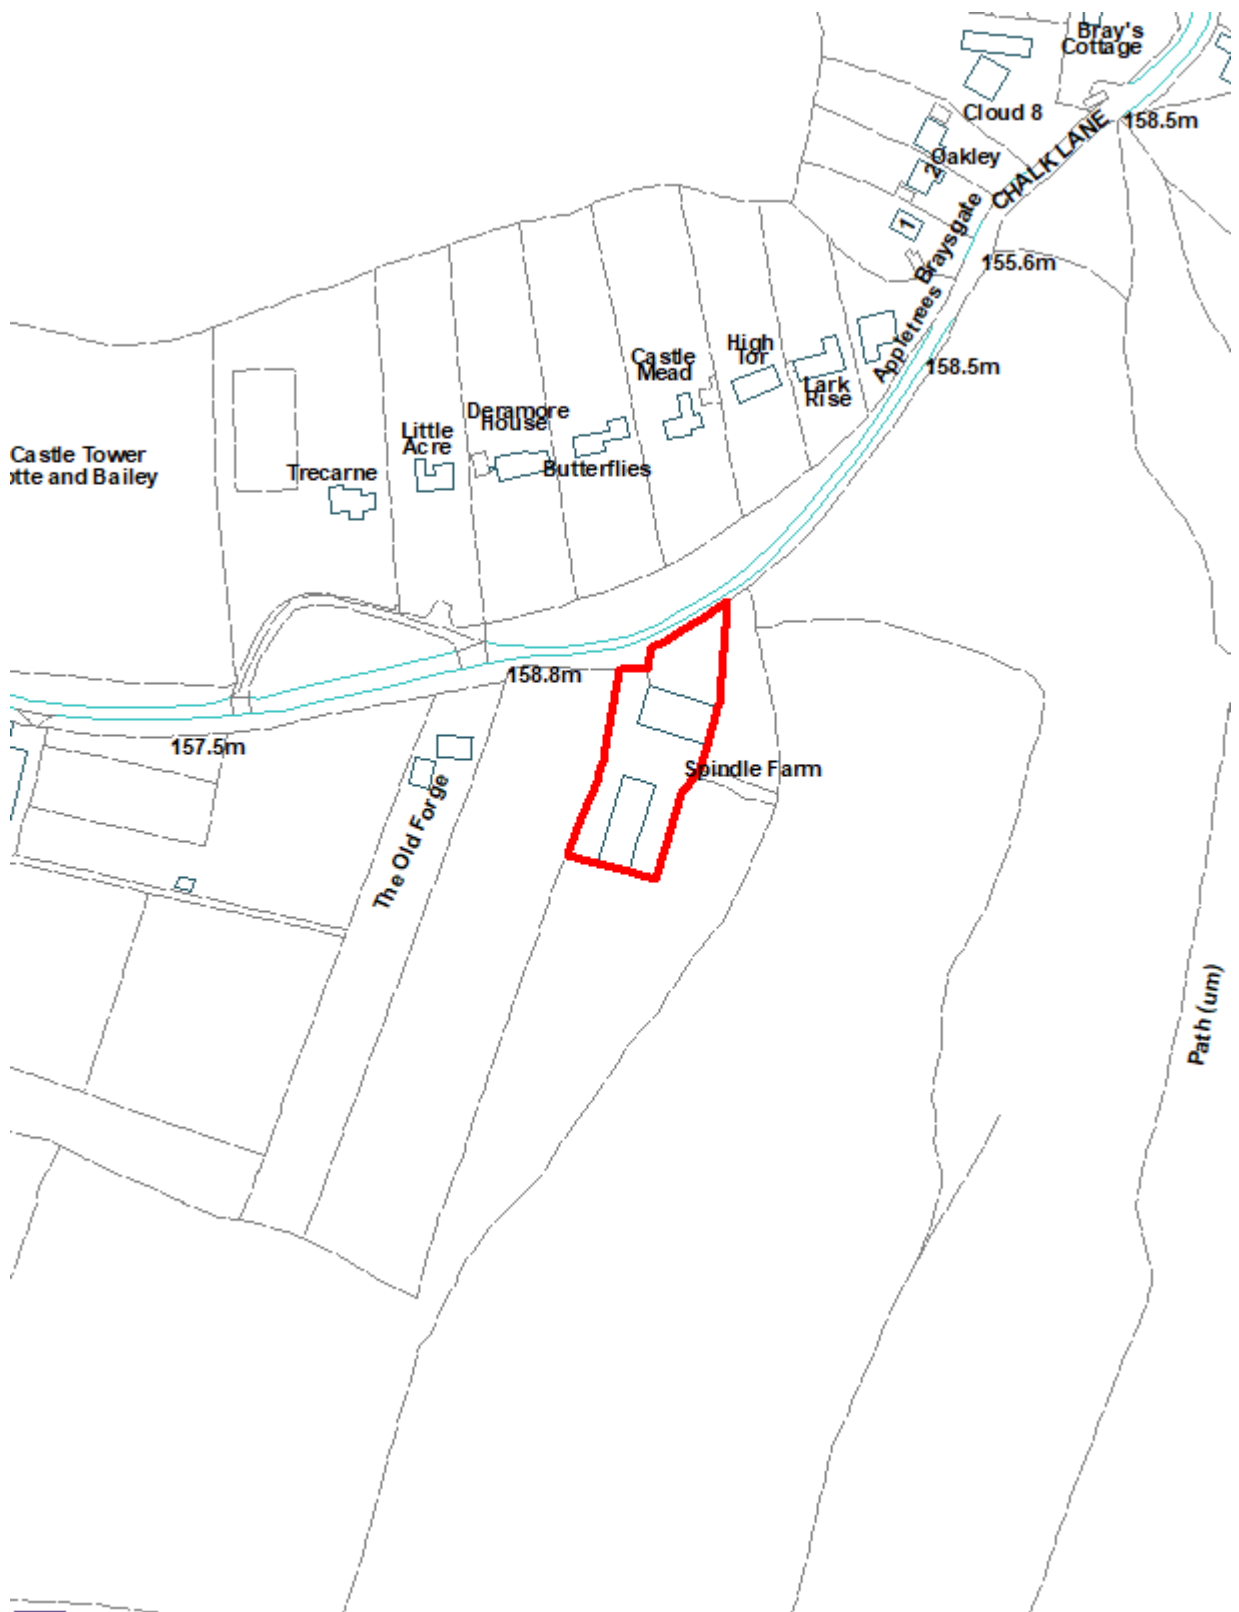 Bray's
Cottage
Cloud 8
158.5m
CHALK LANE
Oakley
2
1
Braysgate
155.6m
Appletrees
High
Tor
Castle
Mead
158.5m
Lark
Rise
Deramore
House
Little
Acre
Butterflies
Castle Tower
otte and Bailey
Trecarne
158.8m
157.5m
Spindle Farm
The Old Forge
Path (um)